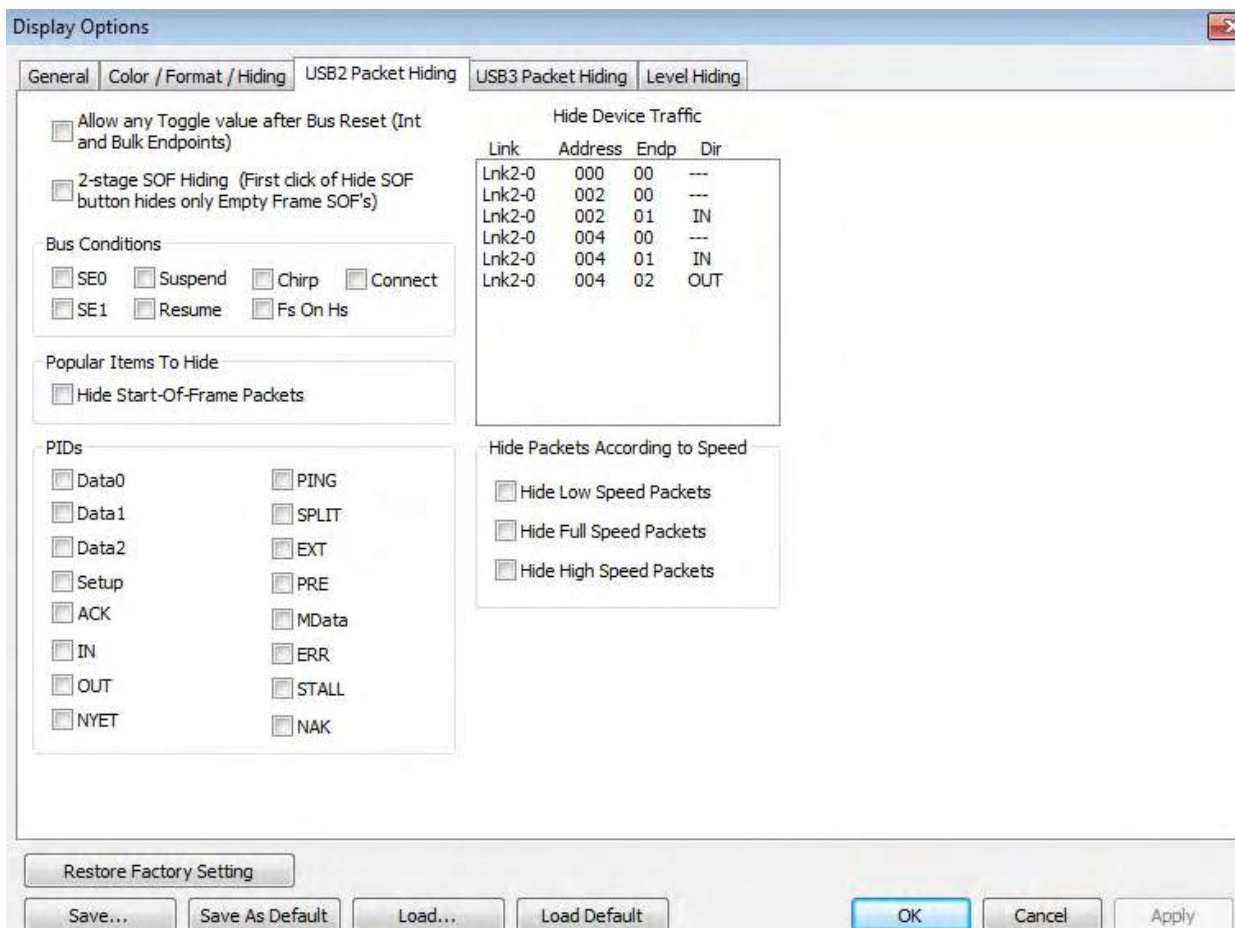 Display Options
General Color / Format / Hiding USB2 Packet Hiding USB3 Packet Hiding Level Hiding
Allow any Toggle value after Bus Reset (Int
and Bulk Endpoints)
2-stage SOF Hiding (First click of Hide SOF
button hides only Empty Frame SOF's)
Bus Conditions
SE0 Suspend Chirp Connect
SE1 Resume Fs On Hs
Popular Items To Hide
Hide Start-Of-Frame Packets
PIDs
Data0 PING
Data1 SPLIT
Data2 EXT
Setup PRE
ACK MData
IN ERR
OUT STALL
NYET NAK
Hide Device Traffic
Link Address Endp Dir
Lnk2-0 000 00 ---
Lnk2-0 002 00 ---
Lnk2-0 002 01 IN
Lnk2-0 004 00 ---
Lnk2-0 004 01 IN
Lnk2-0 004 02 OUT
Hide Packets According to Speed
Hide Low Speed Packets
Hide Full Speed Packets
Hide High Speed Packets
Restore Factory Setting
Save... Save As Default Load... Load Default OK Cancel Apply